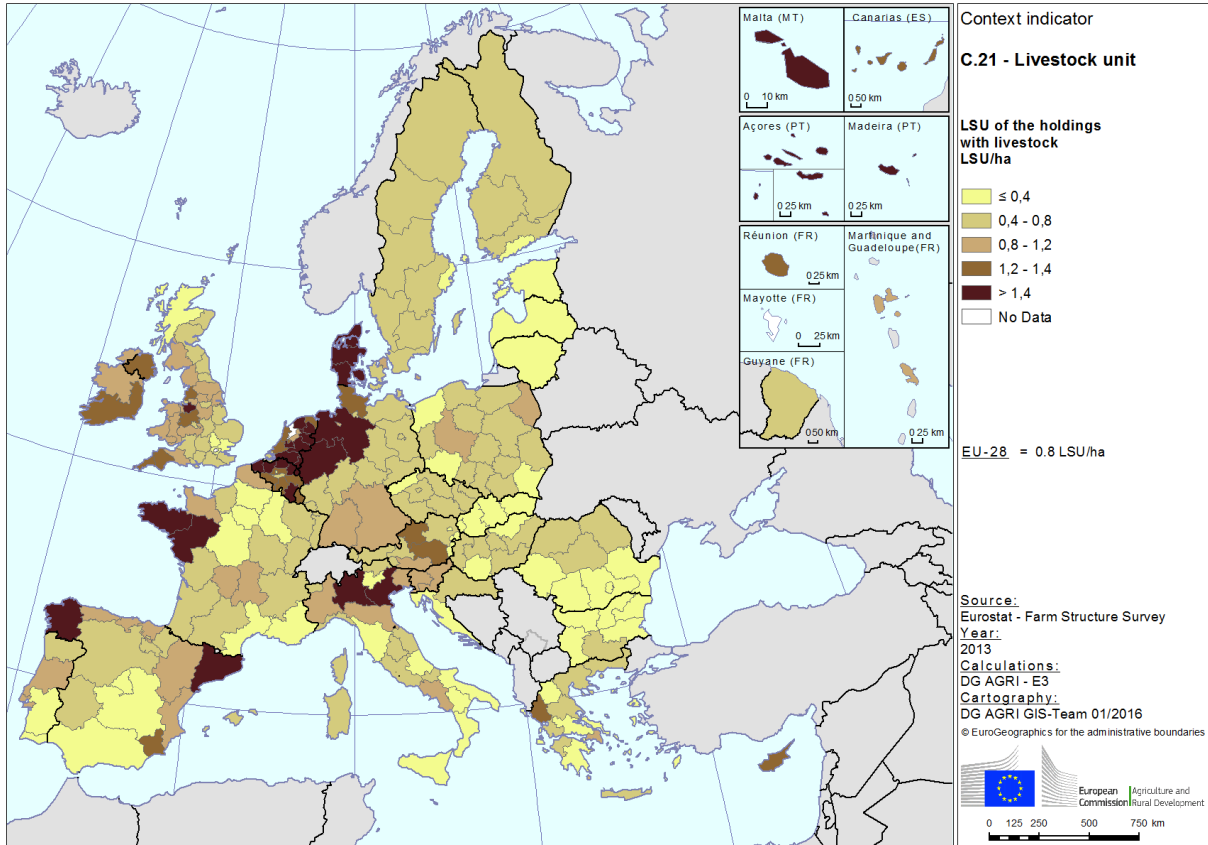 Malta (MT)
0 10 km
Canarias (ES)
0 50 km
Açores (PT)
0 25 km
Madeira (PT)
0 25 km
Réunion (FR)
0 25 km
Martinique and
Guadeloupe(FR)
0 25 km
Mayotte (FR)
0 25 km
Guyane (FR)
0 50 km
Context indicator
C.21 - Livestock unit
LSU of the holdings
with livestock
LSU/ha
≤ 0,4
0,4 - 0,8
0,8 - 1,2
1,2 - 1,4
> 1,4
No Data
EU-28 = 0.8 LSU/ha
Source:
Eurostat - Farm Structure Survey
Year:
2013
Calculations:
DG AGRI - E3
Cartography:
DG AGRI GIS-Team 01/2016
© EuroGeographics for the administrative boundaries
European
Commission
Agriculture and
Rural Development
0 125 250 500 750 km